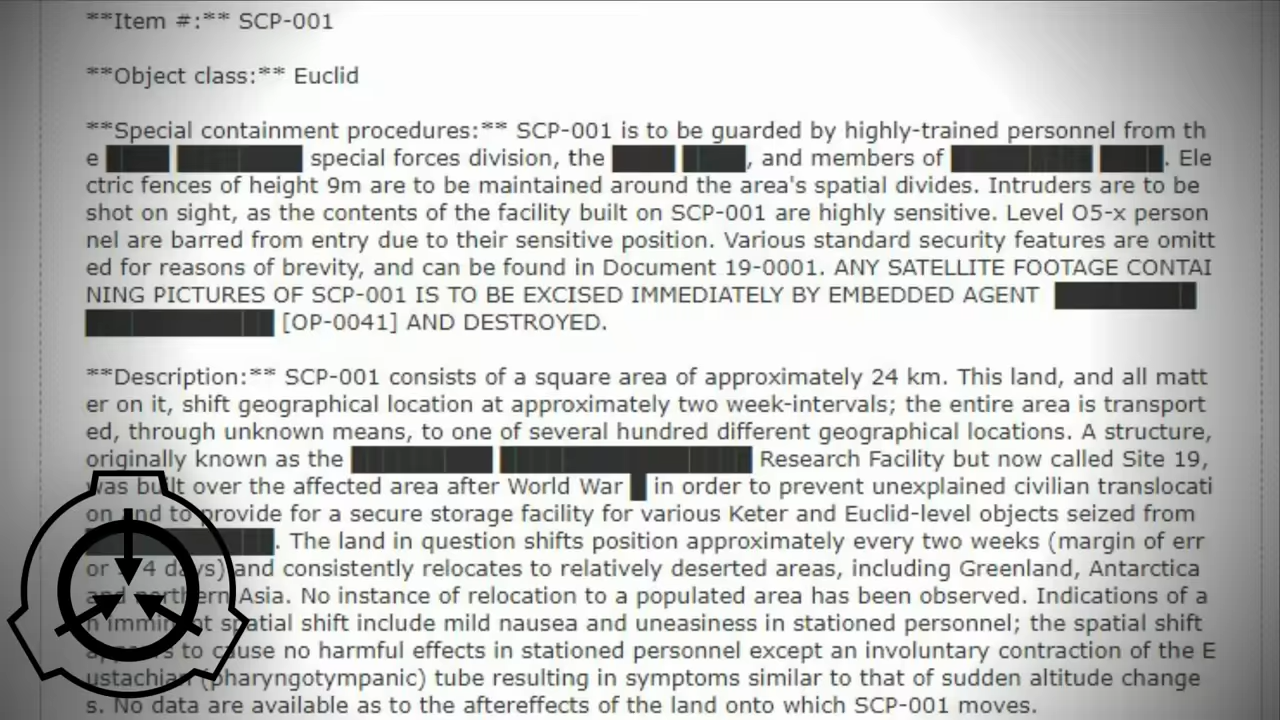 **Item #:** SCP-001
**Object class:** Euclid
**Special containment procedures:** SCP-001 is to be guarded by highly-trained personnel from th
e ████ ████████ special forces division, the ████ ████, and members of █████████ ████. Ele
ctric fences of height 9m are to be maintained around the area's spatial divides. Intruders are to be
shot on sight, as the contents of the facility built on SCP-001 are highly sensitive. Level O5-x person
nel are barred from entry due to their sensitive position. Various standard security features are omitt
ed for reasons of brevity, and can be found in Document 19-0001. ANY SATELLITE FOOTAGE CONTAI
NING PICTURES OF SCP-001 IS TO BE EXCISED IMMEDIATELY BY EMBEDDED AGENT █████████
████████████ [OP-0041] AND DESTROYED.
**Description:** SCP-001 consists of a square area of approximately 24 km. This land, and all matt
er on it, shift geographical location at approximately two week-intervals; the entire area is transport
ed, through unknown means, to one of several hundred different geographical locations. A structure,
originally known as the █████████ ████████████████ Research Facility but now called Site 19,
was built over the affected area after World War █ in order to prevent unexplained civilian translocati
on and to provide for a secure storage facility for various Keter and Euclid-level objects seized from
████████████. The land in question shifts position approximately every two weeks (margin of err
or 4 days) and consistently relocates to relatively deserted areas, including Greenland, Antarctica
and northern Asia. No instance of relocation to a populated area has been observed. Indications of a
n imminent spatial shift include mild nausea and uneasiness in stationed personnel; the spatial shift
appears to cause no harmful effects in stationed personnel except an involuntary contraction of the E
ustachian (pharyngotympanic) tube resulting in symptoms similar to that of sudden altitude change
s. No data are available as to the aftereffects of the land onto which SCP-001 moves.